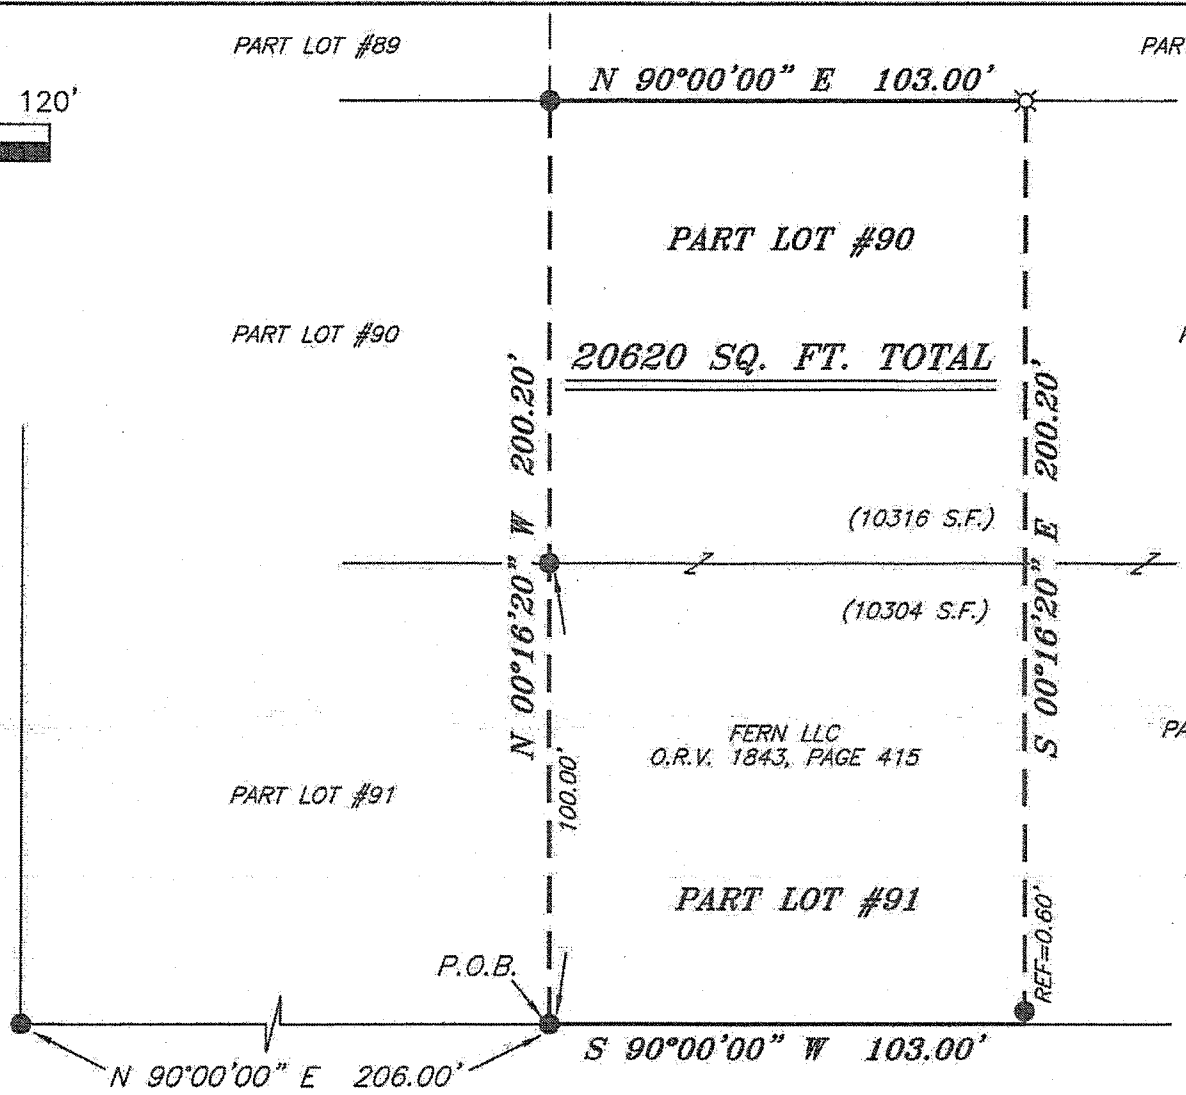 PART LOT #89
N 90°00'00" E 103.00'
120'
PART LOT #90
PART LOT #90
20620 SQ. FT. TOTAL
N 00°16'20" W 200.20'
S 00°16'20" E 200.20'
(10316 S.F.)
(10304 S.F.)
FERN LLC
O.R.V. 1843, PAGE 415
PART LOT #91
100.00'
PART LOT #91
REF=0.60'
P.O.B.
S 90°00'00" W 103.00'
N 90°00'00" E 206.00'